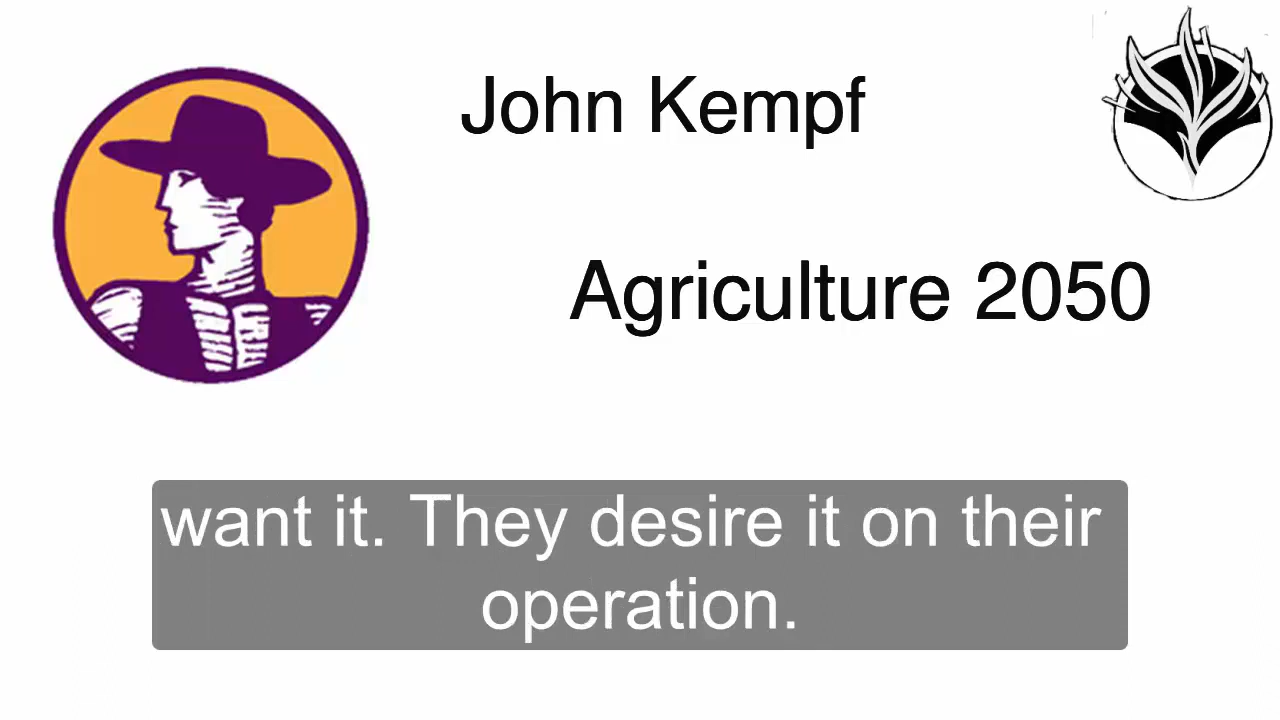 John Kempf
Agriculture 2050
want it. They desire it on their
operation.